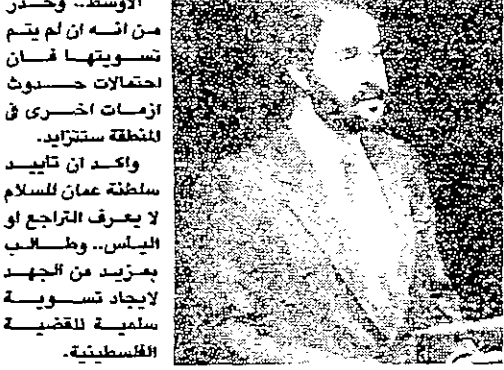 الأوسط.. وحذر
من انه ان لم يتم
تسويتها فان
احتمالات حدوث
ازمات اخرى في
المنطقة ستتزايد.
واكد ان تأييد
سلطنة عمان للسلام
لا يعرف التراجع او
اليأس.. وطالب
بمزيد من الجهد
لايجاد تسوية
سلمية للقضية
الفلسطينية.